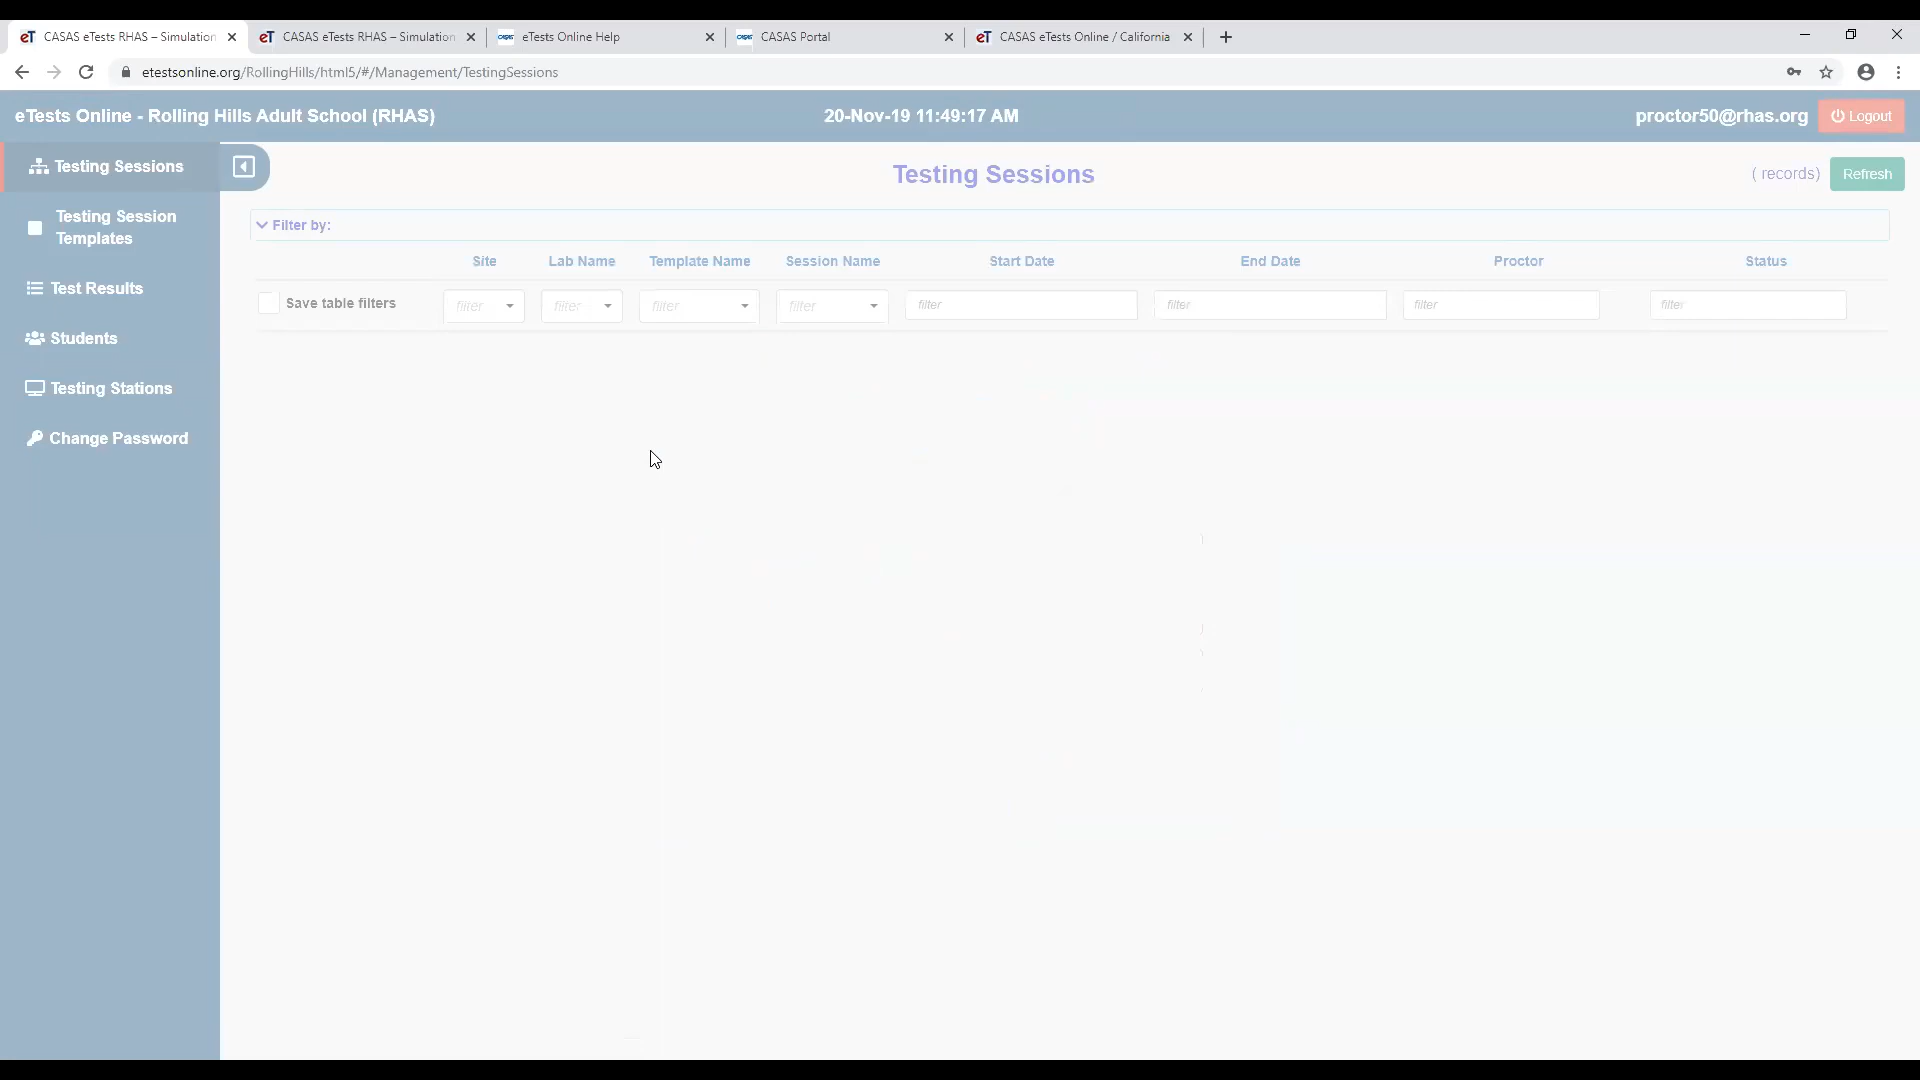 CASAS eTests RHAS – Simulation
CASAS eTests RHAS – Simulation
eTests Online Help
CASAS Portal
CASAS eTests Online / California
etestsonline.org/RollingHills/html5/#/Management/TestingSessions
eTests Online - Rolling Hills Adult School (RHAS)
20-Nov-19 11:49:17 AM
proctor50@rhas.org
Logout
Testing Sessions
Testing Session
Templates
Test Results
Students
Testing Stations
Change Password
Testing Sessions
( records)
Refresh
Filter by:
Site
Lab Name
Template Name
Session Name
Start Date
End Date
Proctor
Status
Save table filters
filter
filter
filter
filter
filter
filter
filter
filter